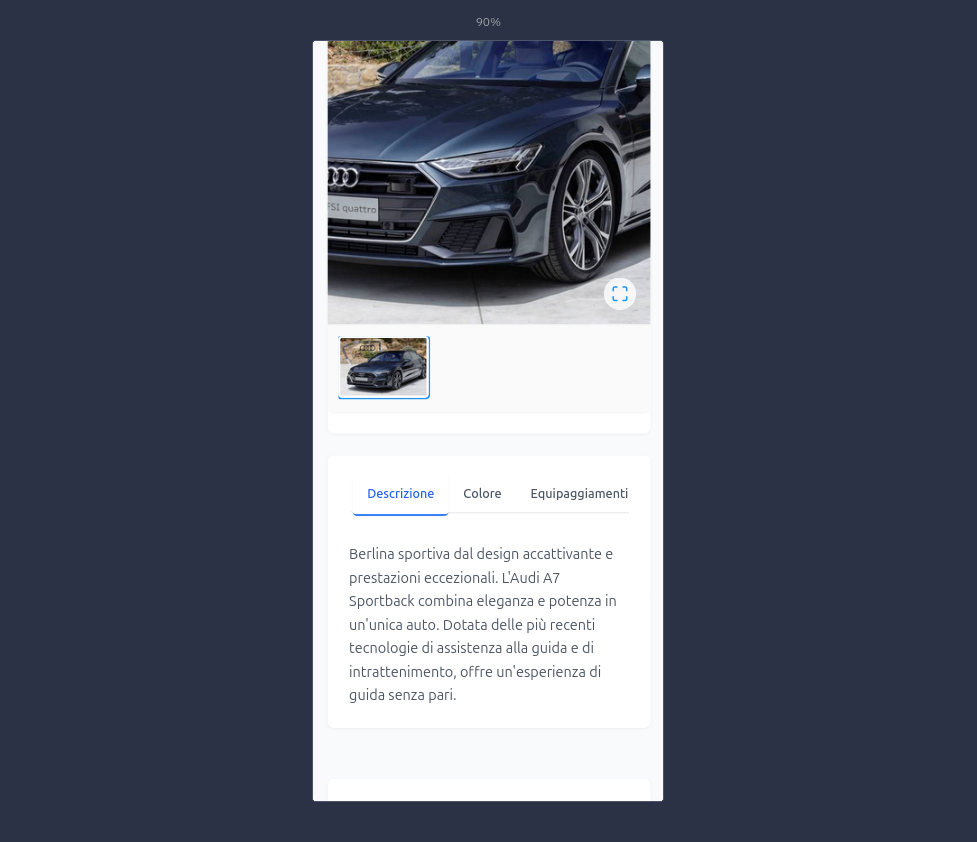 90%
FSI quattro
Descrizione
Colore
Equipaggiamenti
Berlina sportiva dal design accattivante e
prestazioni eccezionali. L'Audi A7
Sportback combina eleganza e potenza in
un'unica auto. Dotata delle più recenti
tecnologie di assistenza alla guida e di
intrattenimento, offre un'esperienza di
guida senza pari.